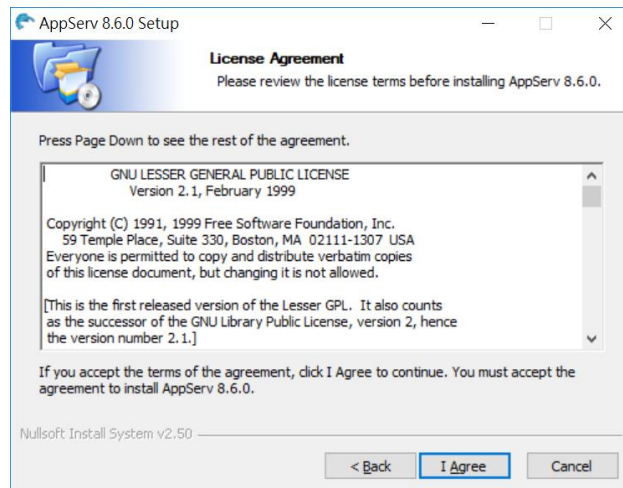 AppServ 8.6.0 Setup
License Agreement
Please review the license terms before installing AppServ 8.6.0.
Press Page Down to see the rest of the agreement.
GNU LESSER GENERAL PUBLIC LICENSE
Version 2.1, February 1999
Copyright (C) 1991, 1999 Free Software Foundation, Inc.
59 Temple Place, Suite 330, Boston, MA 02111-1307 USA
Everyone is permitted to copy and distribute verbatim copies
of this license document, but changing it is not allowed.
[This is the first released version of the Lesser GPL. It also counts
as the successor of the GNU Library Public License, version 2, hence
the version number 2.1.]
If you accept the terms of the agreement, click I Agree to continue. You must accept the
agreement to install AppServ 8.6.0.
Nullsoft Install System v2.50
< Back I Agree Cancel